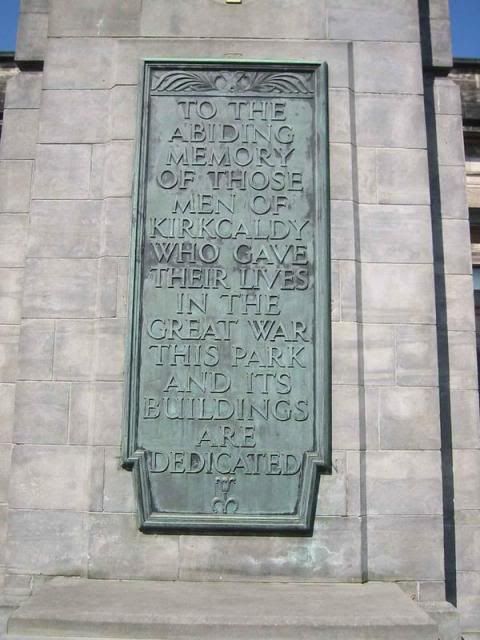 TO THE
ABIDING
MEMORY
OF THOSE
MEN OF
KIRKCALDY
WHO GAVE
THEIR LIVES
IN THE
GREAT WAR
THIS PARK
AND ITS
BUILDINGS
ARE
DEDICATED